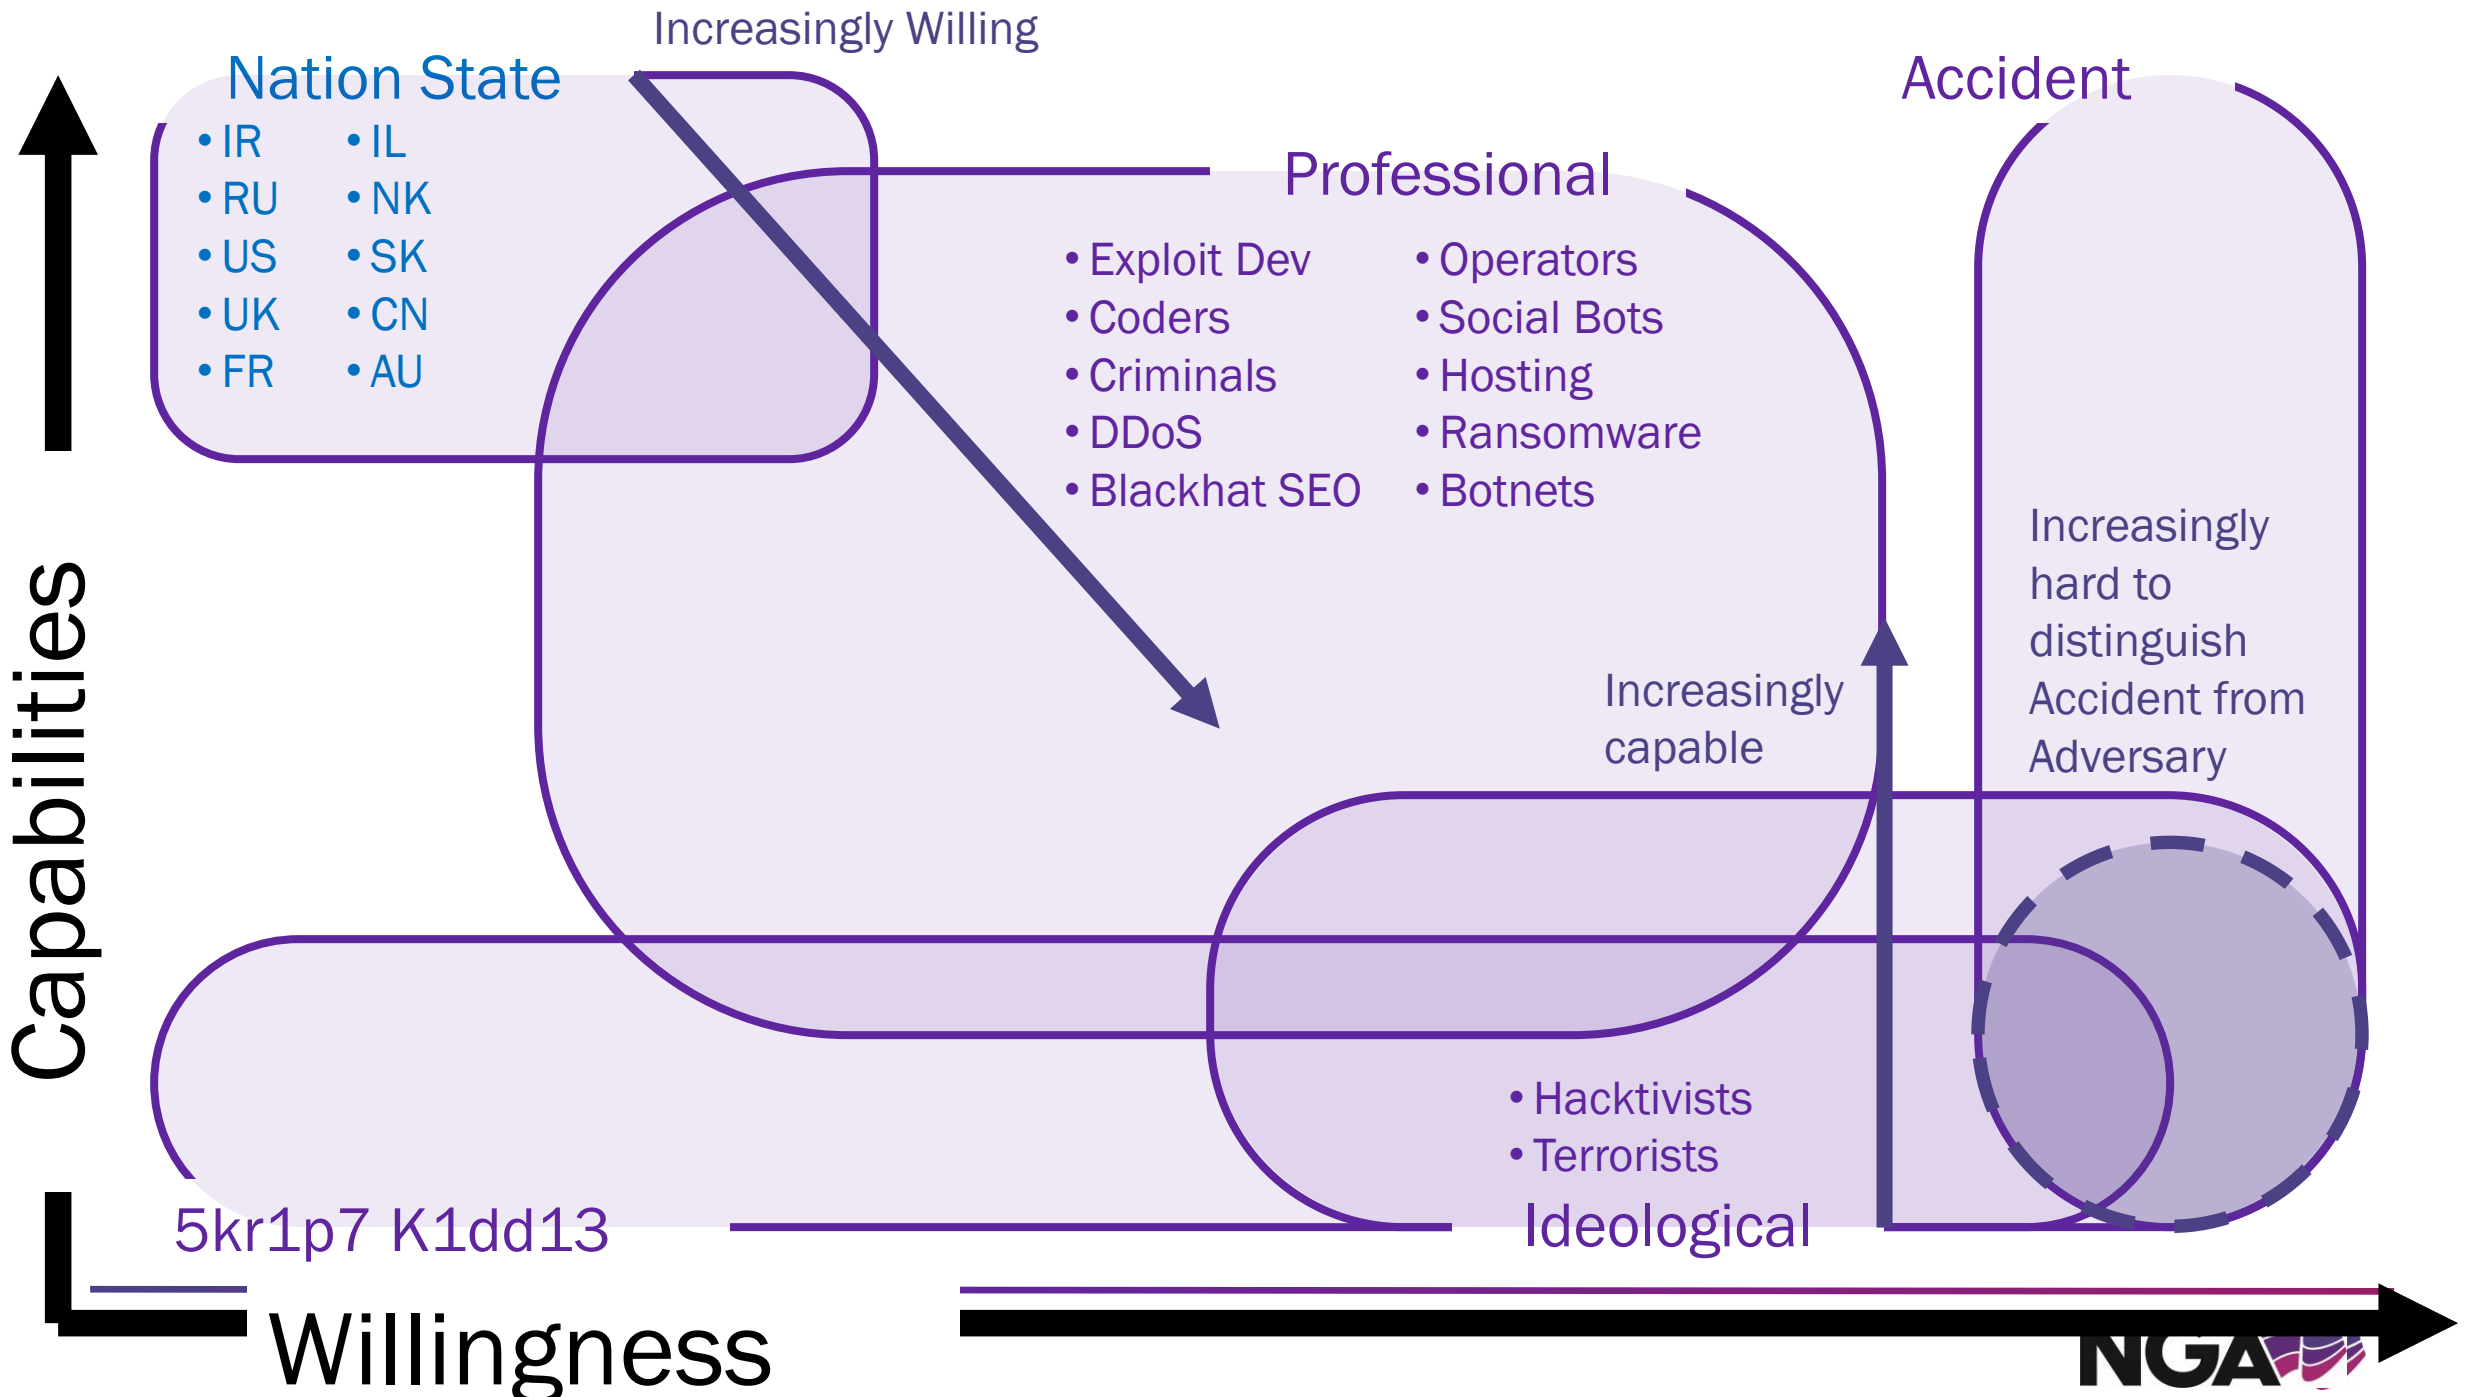 Increasingly Willing
Nation State
• IR
• RU
• US
• UK
• FR
• IL
• NK
• SK
• CN
• AU
Professional
• Exploit Dev
• Coders
• Criminals
• DDoS
• Blackhat SEO
• Operators
• Social Bots
• Hosting
• Ransomware
• Botnets
Accident
Increasingly
hard to
distinguish
Accident from
Adversary
Increasingly
capable
• Hacktivists
• Terrorists
Ideological
5kr1p7 K1dd13
Capabilities
Willingness
NGA